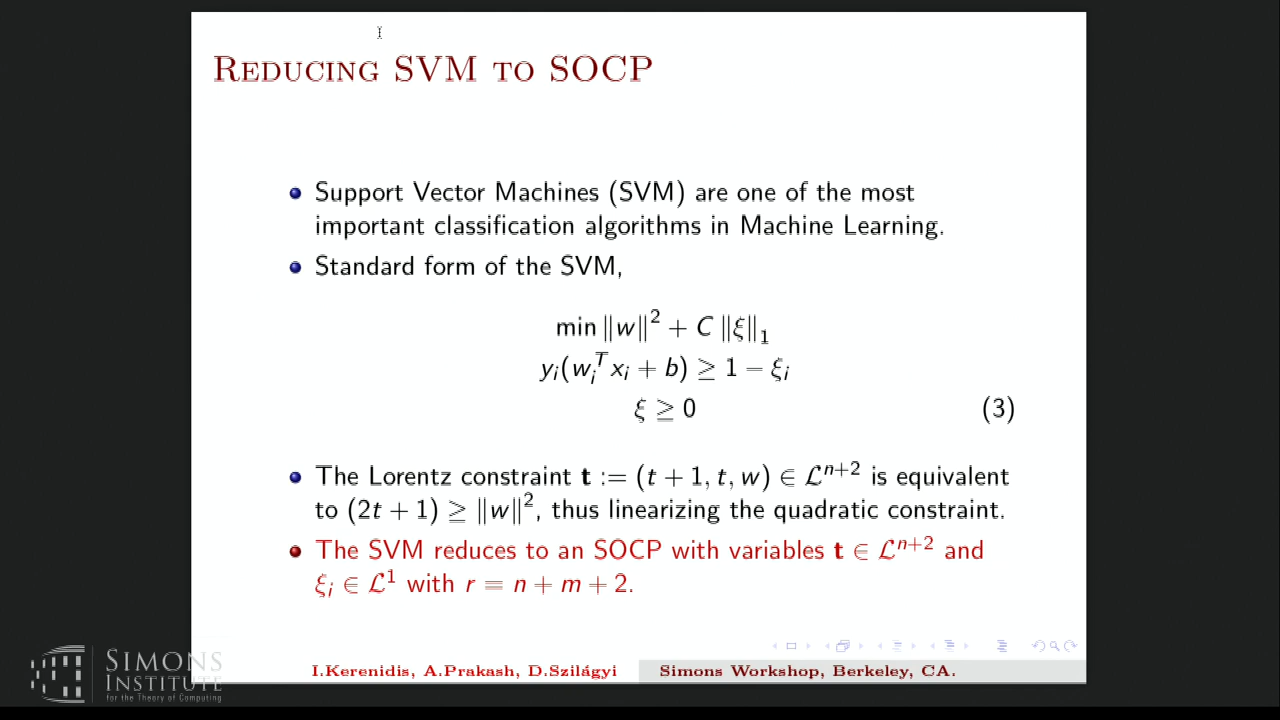 Reducing SVM to SOCP
Support Vector Machines (SVM) are one of the most
important classification algorithms in Machine Learning.
Standard form of the SVM,
min ‖w‖² + C ‖ξ‖₁
yᵢ(wᵢᵀxᵢ + b) ≥ 1 − ξᵢ
ξ ≥ 0 (3)
The Lorentz constraint t := (t + 1, t, w) ∈ ℒⁿ⁺² is equivalent
to (2t + 1) ≥ ‖w‖², thus linearizing the quadratic constraint.
The SVM reduces to an SOCP with variables t ∈ ℒⁿ⁺² and
ξᵢ ∈ ℒ¹ with r = n + m + 2.
I.Kerenidis, A.Prakash, D.Szilágyi Simons Workshop, Berkeley, CA.
Simons
Institute
for the Theory of Computing